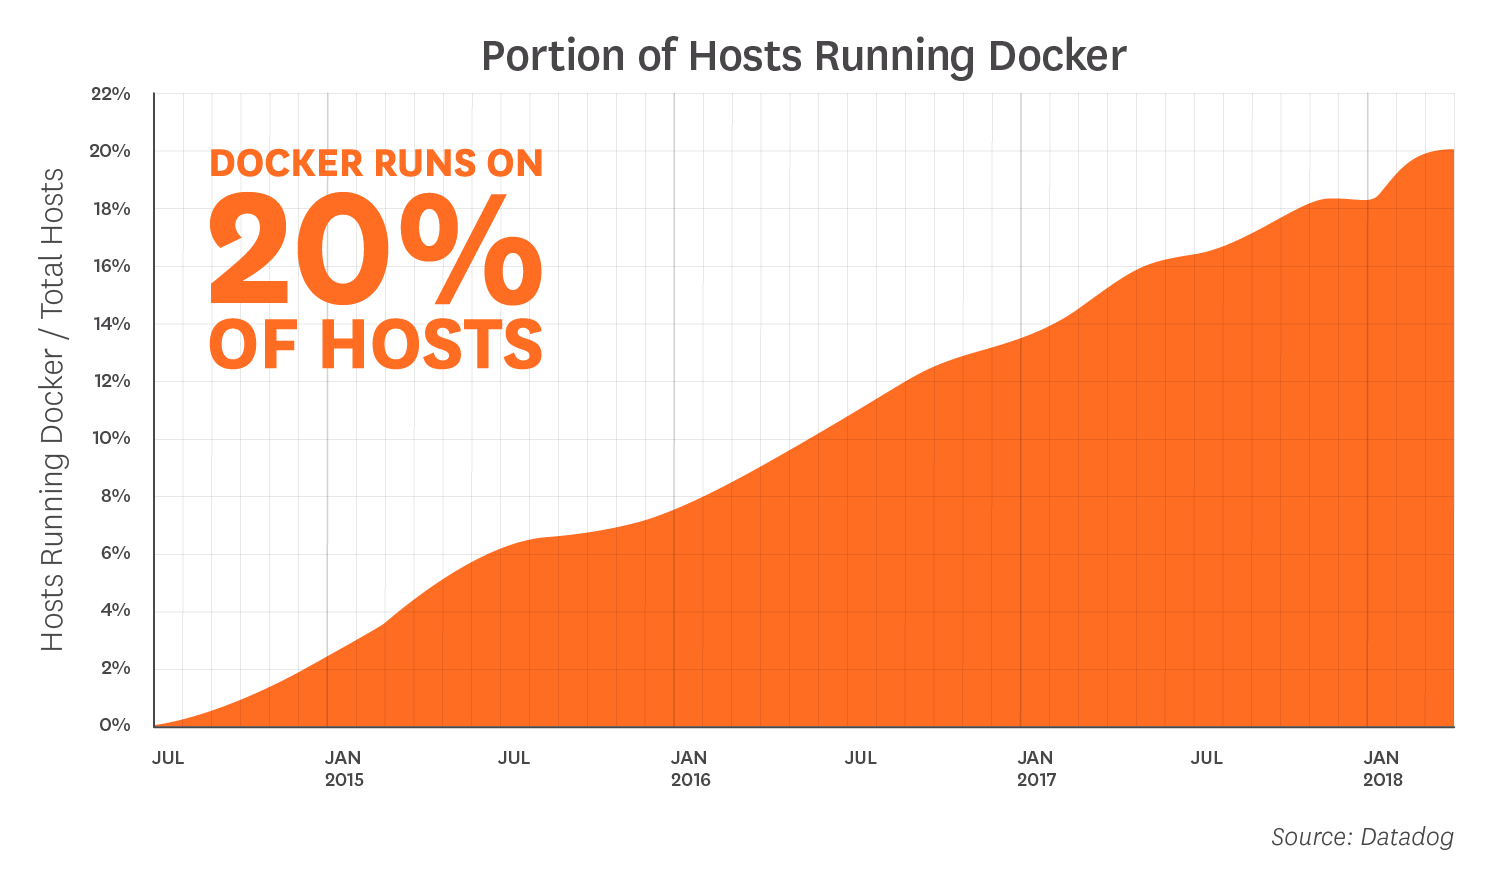 Portion of Hosts Running Docker
Hosts Running Docker / Total Hosts
22%
20%
18%
16%
14%
12%
10%
8%
6%
4%
2%
0%
DOCKER RUNS ON
20%
OF HOSTS
JUL
JAN
2015
JUL
JAN
2016
JUL
JAN
2017
JUL
JAN
2018
Source: Datadog